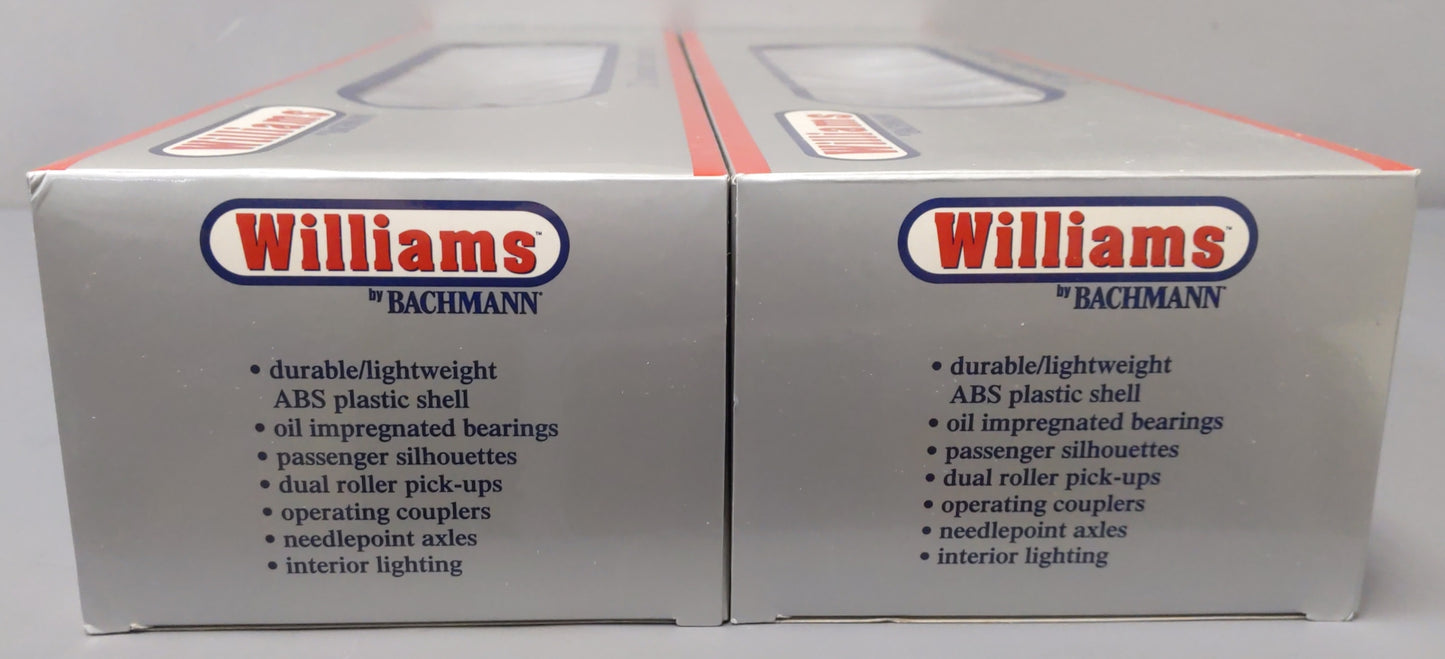 Williams
Williams
Williams™
by BACHMANN
• durable/lightweight
ABS plastic shell
• oil impregnated bearings
• passenger silhouettes
• dual roller pick-ups
• operating couplers
• needlepoint axles
• interior lighting
Williams™
by BACHMANN
• durable/lightweight
ABS plastic shell
• oil impregnated bearings
• passenger silhouettes
• dual roller pick-ups
• operating couplers
• needlepoint axles
• interior lighting